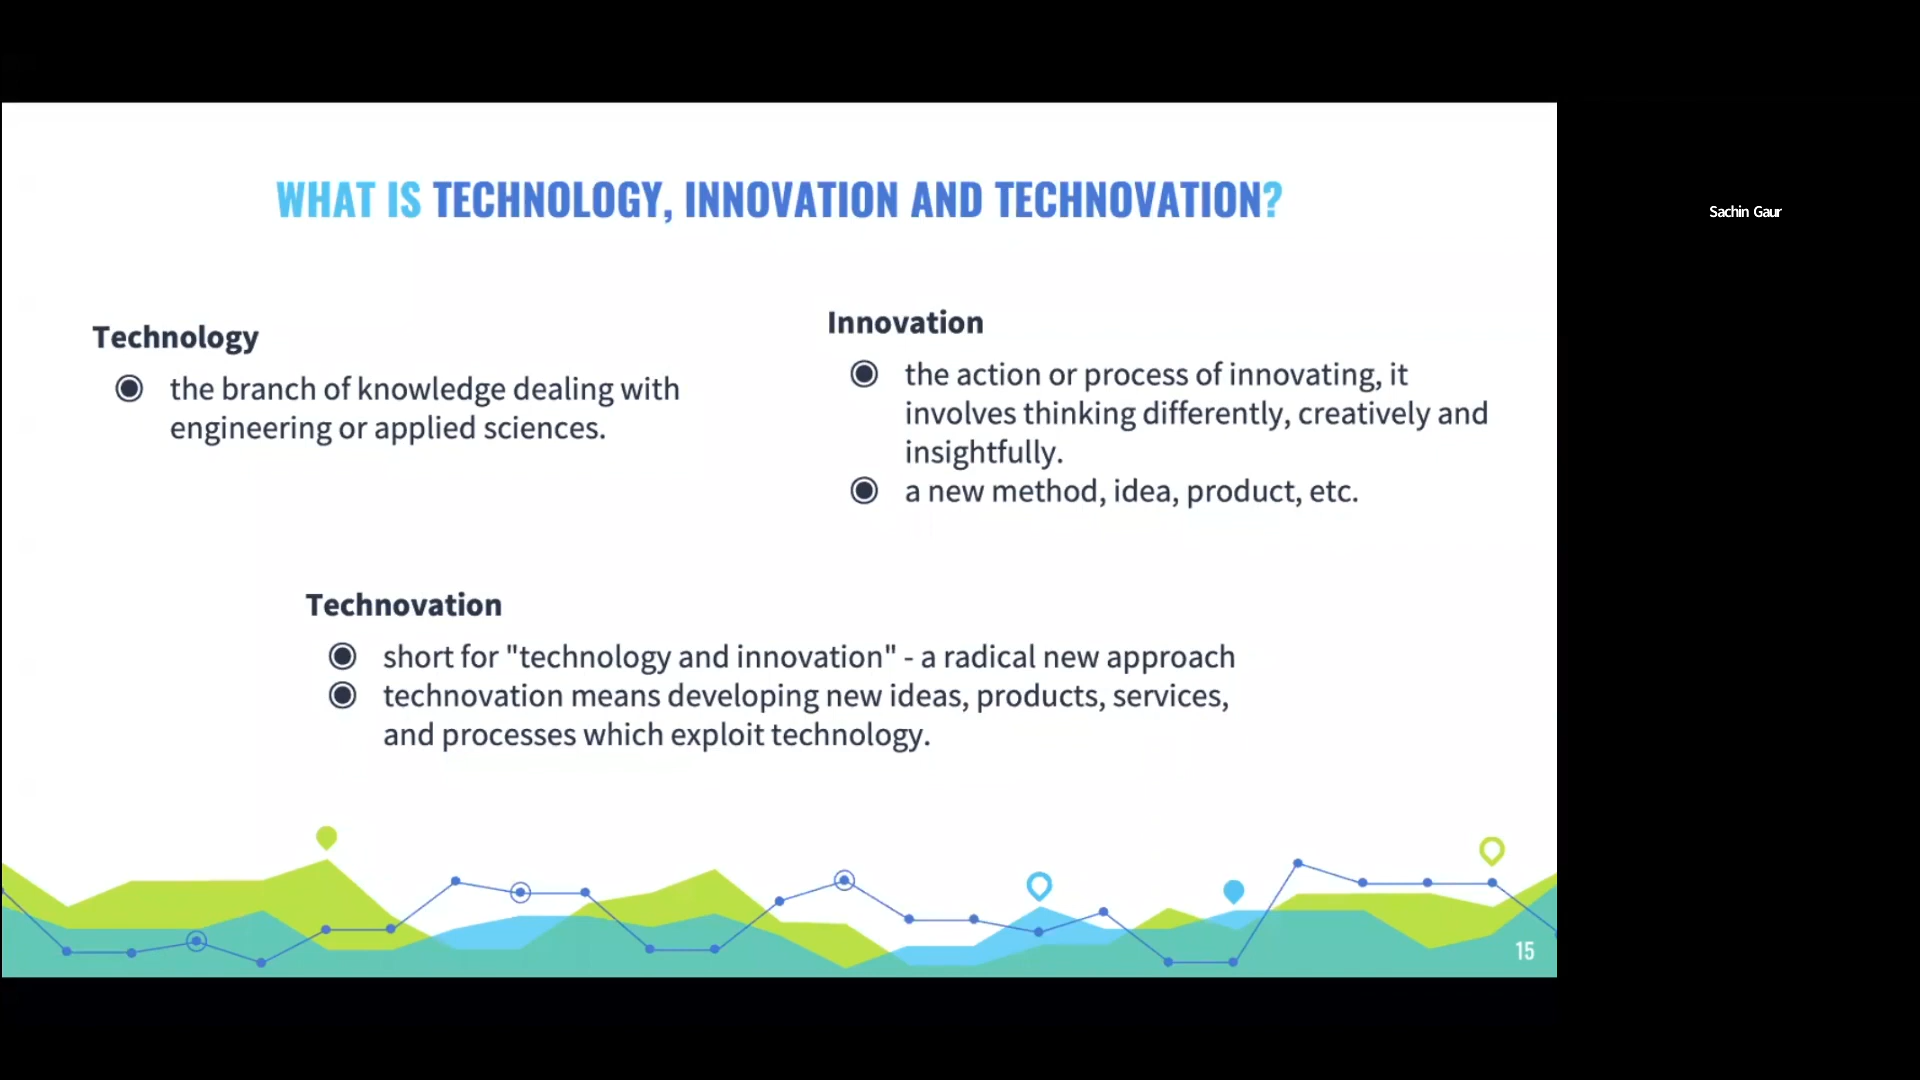 WHAT IS TECHNOLOGY, INNOVATION AND TECHNOVATION?
Sachin Gaur
Technology
the branch of knowledge dealing with
engineering or applied sciences.
Innovation
the action or process of innovating, it
involves thinking differently, creatively and
insightfully.
a new method, idea, product, etc.
Technovation
short for "technology and innovation" - a radical new approach
technovation means developing new ideas, products, services,
and processes which exploit technology.
15